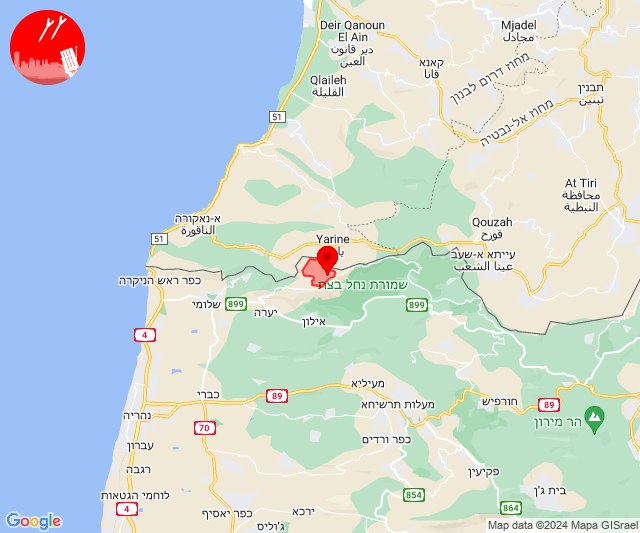 Deir Qanoun
El Ain
دير قانون
العين
Mjadel
مجادل
קאנא
قانا
מחוז דרום לבנון
Qlaileh
القليلة
תבנין
تبنين
51
מחוז אל-נבטיה
At Tiri
محافظة
النبطية
א-נאקורה
الناقورة
Qouzah
قوزح
51
Yarine
עייתא א-שעב
عيتا الشعب
כפר ראש הניקרה
שמורת נחל בצת
שלומי
899
899
יערה
אילון
4
מעיליא
כברי
89
חורפיש
89
מעלות תרשיחא
נהריה
הר מירון
70
כפר ורדים
עברון
רגבה
פקיעין
לוחמי הגטאות
854
בית ג'ן
4
כפר יאסיף
ירכא
864
ג'וליס
Google
Map data ©2024 Mapa GISrael